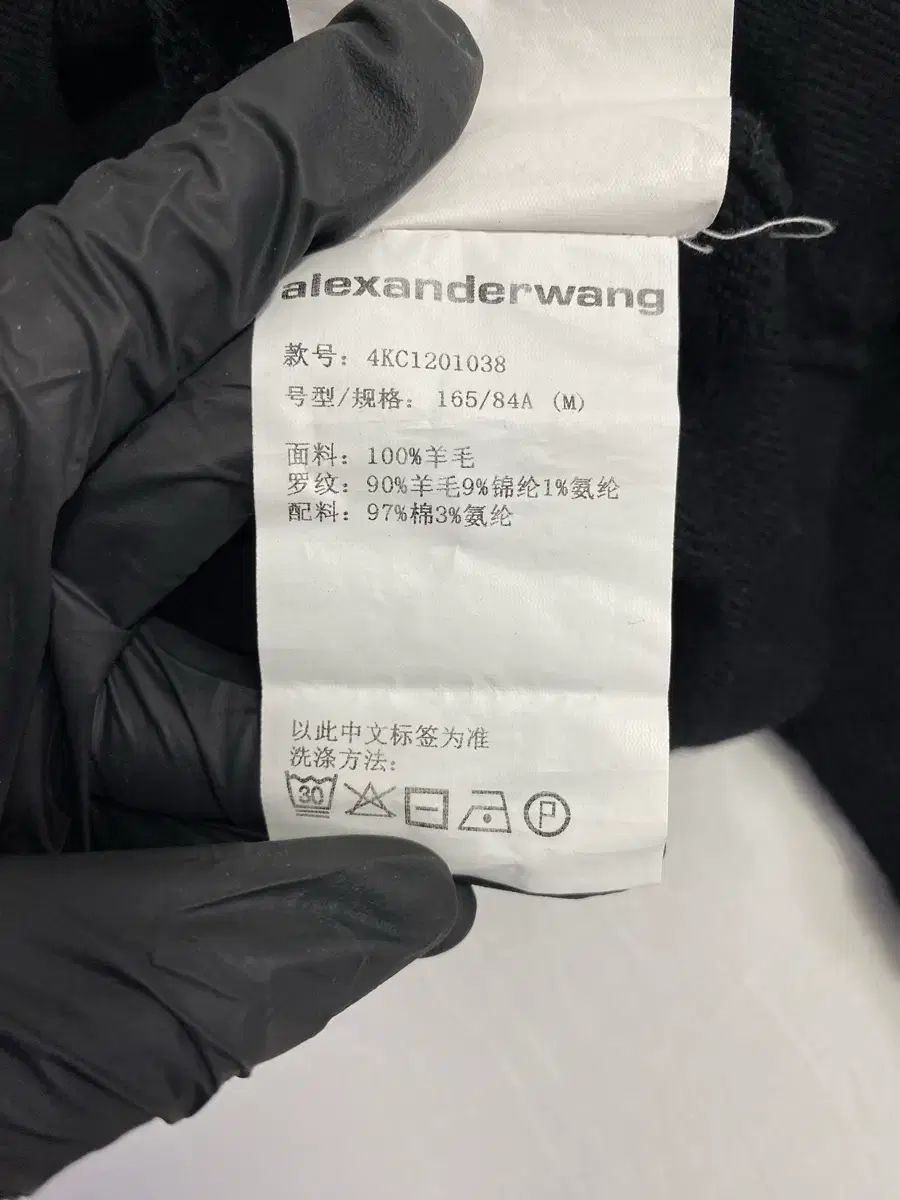 alexanderwang
款号：4KC1201038
号型/规格：165/84A (M)
面料：100%羊毛
罗纹：90%羊毛9%锦纶1%氨纶
配料：97%棉3%氨纶
以此中文标签为准
洗涤方法：
30
P